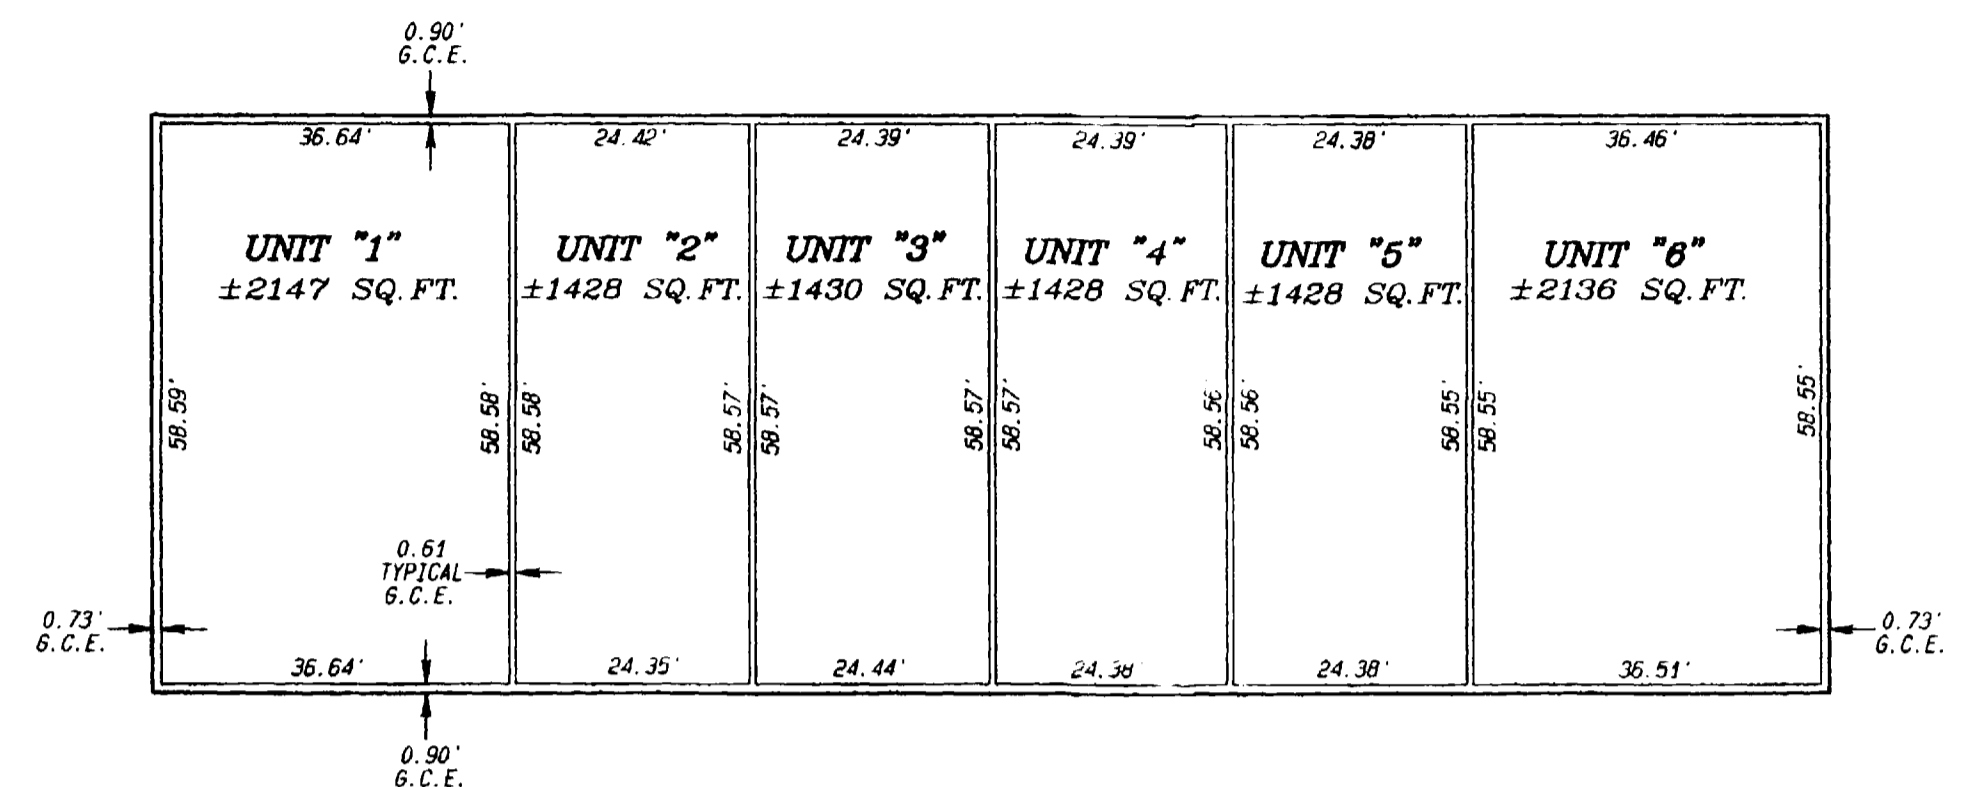 0.90'
G.C.E.
36.64'
24.42'
24.39'
24.39'
24.38'
36.46'
UNIT "1"
±2147 SQ.FT.
UNIT "2"
±1428 SQ.FT.
UNIT "3"
±1430 SQ.FT.
UNIT "4"
±1428 SQ.FT.
UNIT "5"
±1428 SQ.FT.
UNIT "6"
±2136 SQ.FT.
58.59'
58.58'
58.58'
58.57'
58.57'
58.57'
58.57'
58.56'
58.56'
58.55'
58.55'
58.55'
0.61
TYPICAL
G.C.E.
0.73'
G.C.E.
0.73'
G.C.E.
36.64'
24.35'
24.44'
24.38'
24.38'
36.51'
0.90'
G.C.E.